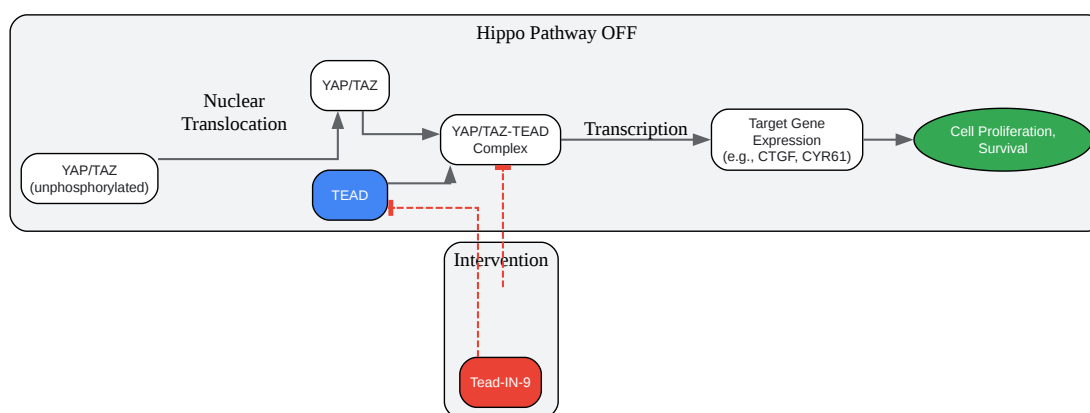 Hippo Pathway OFF
YAP/TAZ
Nuclear
Translocation
YAP/TAZ-TEAD
Complex
Transcription
Target Gene
Expression
(e.g., CTGF, CYR61)
Cell Proliferation,
Survival
YAP/TAZ
(unphosphorylated)
TEAD
Intervention
Tead-IN-9